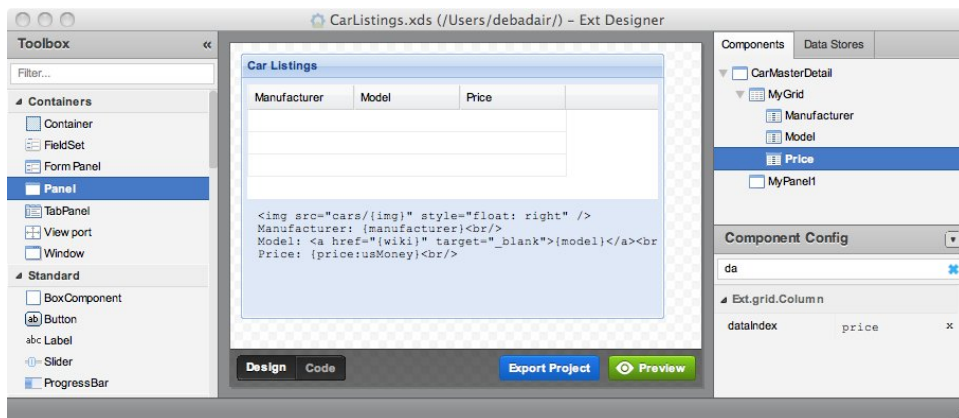 CarListings.xds (/Users/debadair/) – Ext Designer
Toolbox «
Filter...
Containers
Container
FieldSet
Form Panel
Panel
TabPanel
View port
Window
Standard
BoxComponent
ab Button
abc Label
Slider
ProgressBar
Car Listings
Manufacturer Model Price
<img src="cars/{img}" style="float: right" />
Manufacturer: {manufacturer}<br/>
Model: <a href="{wiki}" target="_blank">{model}</a><br
Price: {price:usMoney}<br/>
Design Code Export Project Preview
Components Data Stores
CarMasterDetail
MyGrid
Manufacturer
Model
Price
MyPanel1
Component Config
da
Ext.grid.Column
dataIndex price x